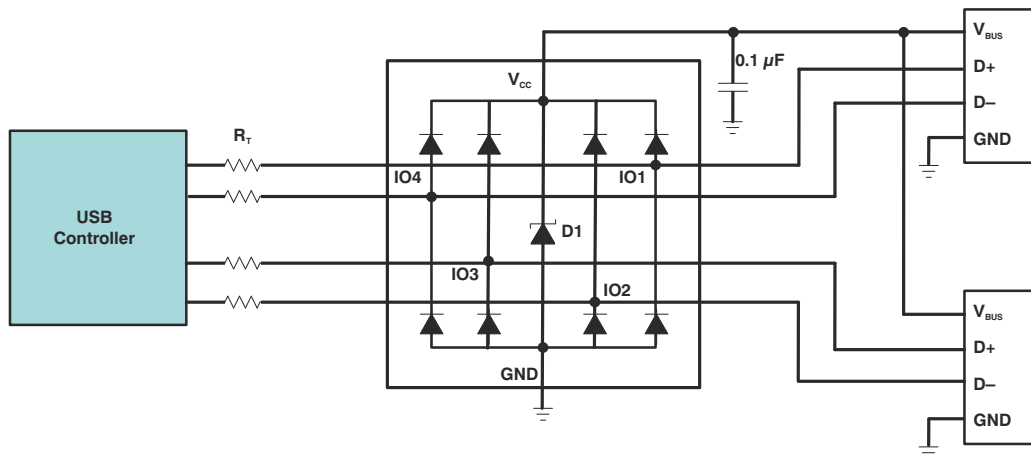 USB
Controller
R_T
V_CC
IO4
IO1
D1
IO3
IO2
GND
0.1 µF
V_BUS
D+
D–
GND
V_BUS
D+
D–
GND